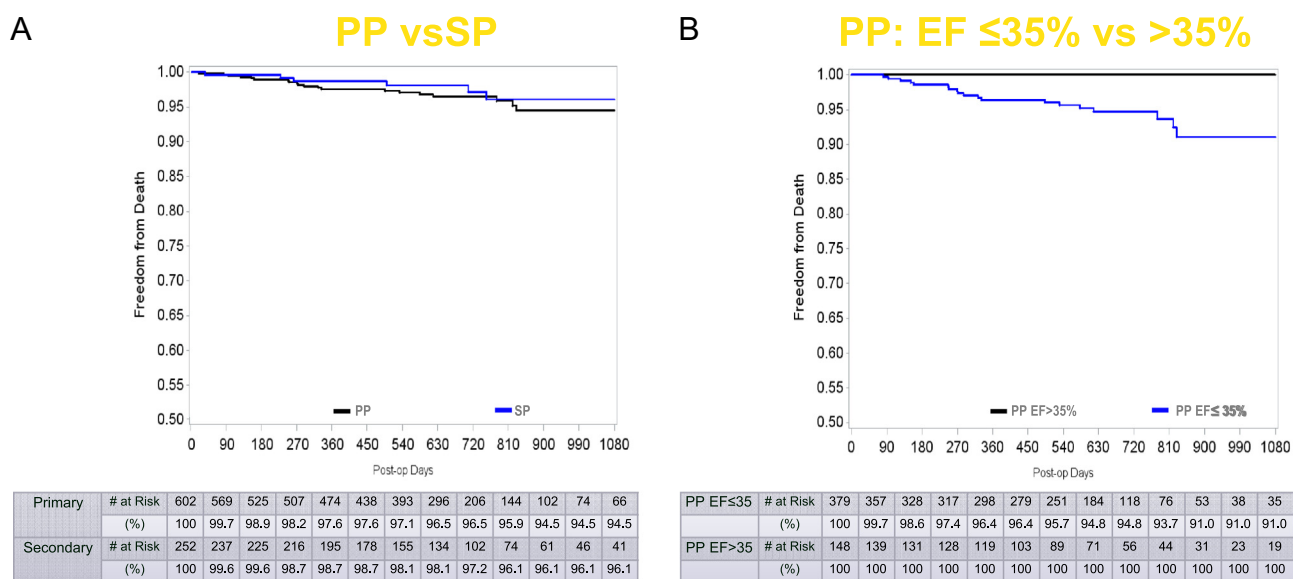 A
PP vsSP
1.00
0.95
0.90
0.85
0.80
0.75
0.70
0.65
0.60
0.55
0.50
Freedom from Death
PP SP
0 90 180 270 360 450 540 630 720 810 900 990 1080
Post-op Days
Primary # at Risk 602 569 525 507 474 438 393 296 206 144 102 74 66
(%) 100 99.7 98.9 98.2 97.6 97.6 97.1 96.5 96.5 95.9 94.5 94.5 94.5
Secondary # at Risk 252 237 225 216 195 178 155 134 102 74 61 46 41
(%) 100 99.6 99.6 98.7 98.7 98.7 98.1 98.1 97.2 96.1 96.1 96.1 96.1
B
PP: EF ≤35% vs >35%
1.00
0.95
0.90
0.85
0.80
0.75
0.70
0.65
0.60
0.55
0.50
Freedom from Death
PP EF>35% PP EF≤ 35%
0 90 180 270 360 450 540 630 720 810 900 990 1080
Post-op Days
PP EF≤35 # at Risk 379 357 328 317 298 279 251 184 118 76 53 38 35
(%) 100 99.7 98.6 97.4 96.4 96.4 95.7 94.8 94.8 93.7 91.0 91.0 91.0
PP EF>35 # at Risk 148 139 131 128 119 103 89 71 56 44 31 23 19
(%) 100 100 100 100 100 100 100 100 100 100 100 100 100